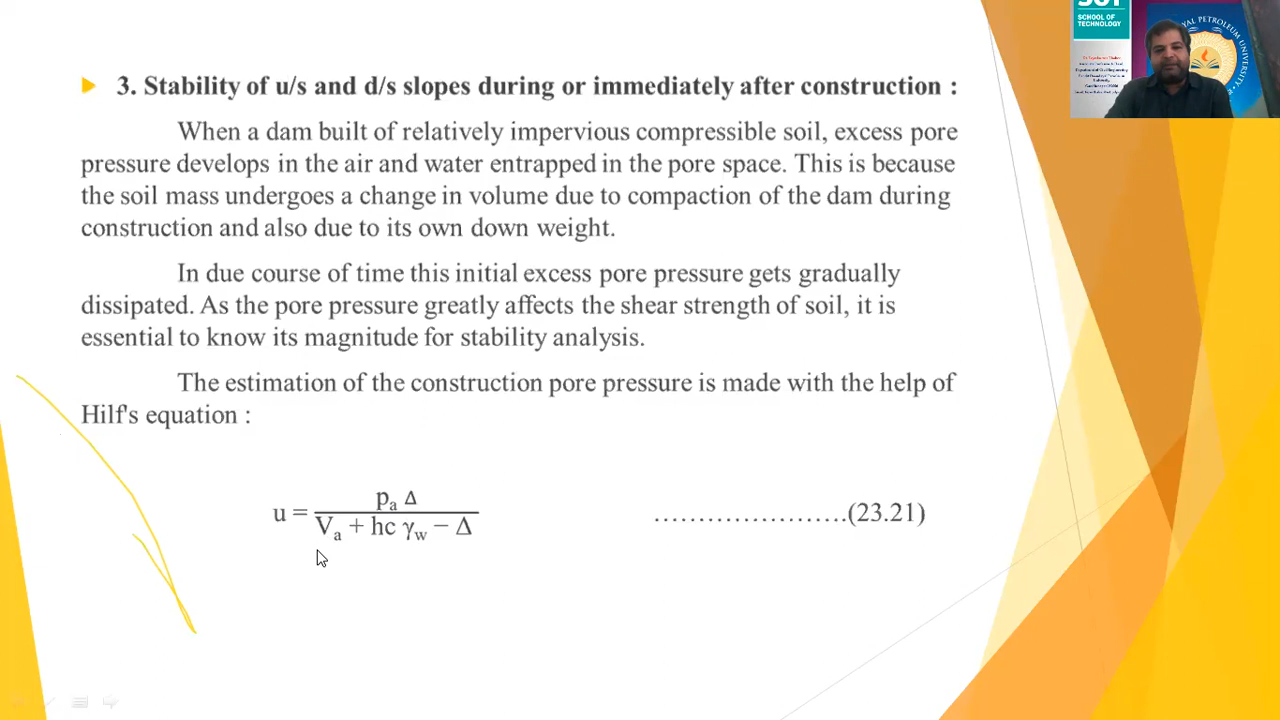 3. Stability of u/s and d/s slopes during or immediately after construction :
When a dam built of relatively impervious compressible soil, excess pore
pressure develops in the air and water entrapped in the pore space. This is because
the soil mass undergoes a change in volume due to compaction of the dam during
construction and also due to its own down weight.
In due course of time this initial excess pore pressure gets gradually
dissipated. As the pore pressure greatly affects the shear strength of soil, it is
essential to know its magnitude for stability analysis.
The estimation of the construction pore pressure is made with the help of
Hilf's equation :
u = pₐ Δ / Vₐ + hc γw − Δ ......................(23.21)
SCHOOL OF
TECHNOLOGY
PETROLEUM UNIVERSITY